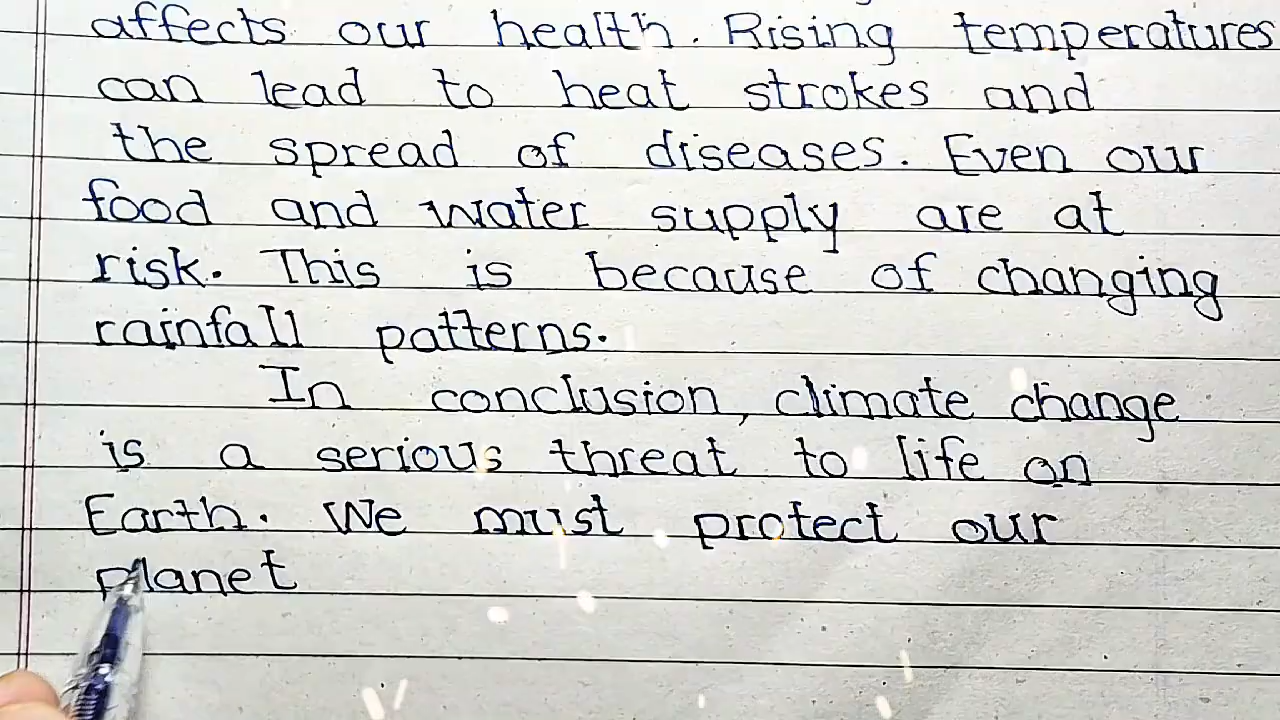 affects our health. Rising temperatures
can lead to heat strokes and
the spread of diseases. Even our
food and water supply are at
risk. This is because of changing
rainfall patterns.
In conclusion, climate change
is a serious threat to life on
Earth. We must protect our
planet